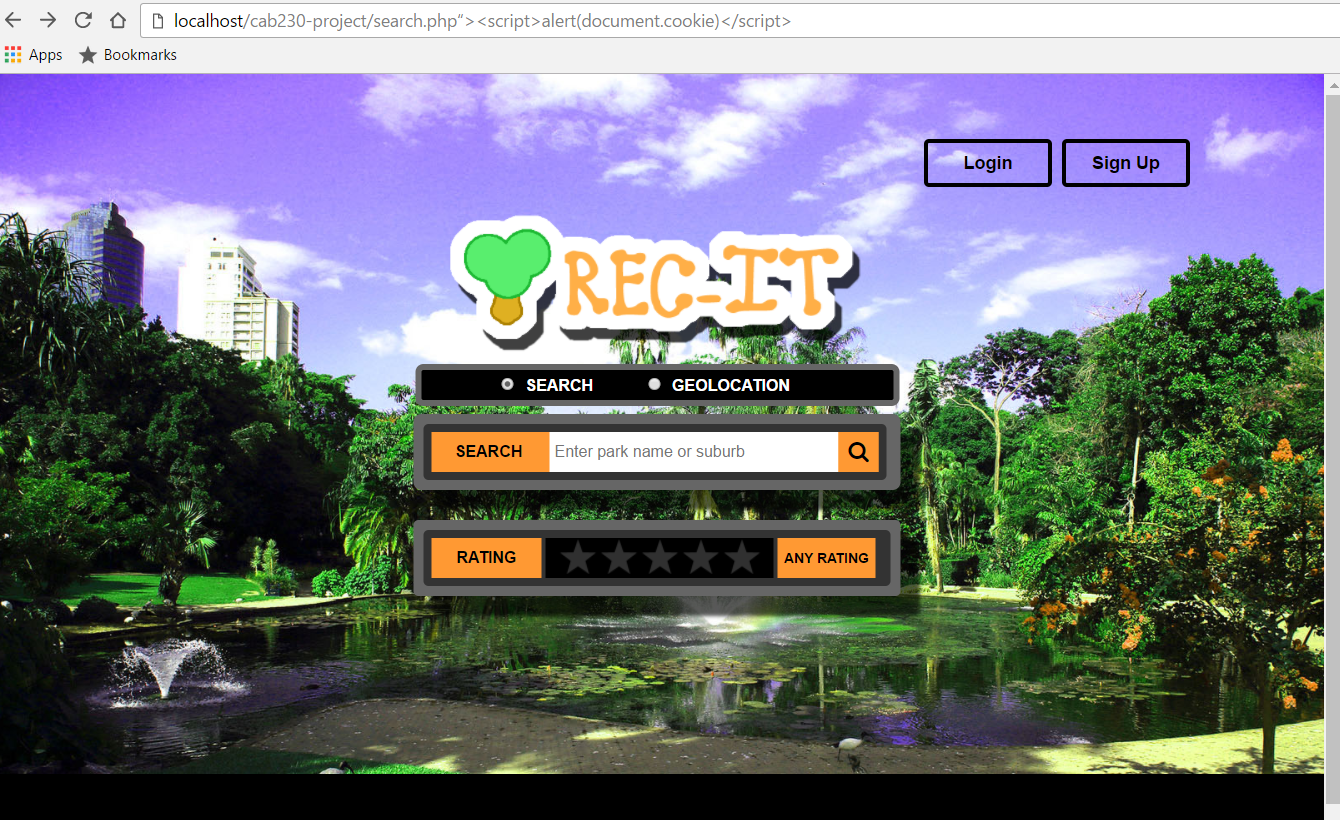 localhost/cab230-project/search.php“><script>alert(document.cookie)</script>
Apps Bookmarks
Login Sign Up
REC-IT
SEARCH GEOLOCATION
SEARCH Enter park name or suburb
RATING ANY RATING